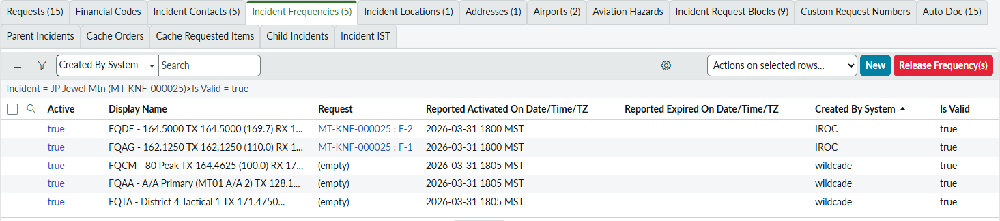 Requests (15) Financial Codes Incident Contacts (5) Incident Frequencies (5) Incident Locations (1) Addresses (1) Airports (2) Aviation Hazards Incident Request Blocks (9) Custom Request Numbers Auto Doc (15)
Parent Incidents Cache Orders Cache Requested Items Child Incidents Incident IST
Created By System Search Actions on selected rows... New Release Frequency(s)
Incident = JP Jewel Mtn (MT-KNF-000025)>Is Valid = true
Active Display Name Request Reported Activated On Date/Time/TZ Reported Expired On Date/Time/TZ Created By System Is Valid
true FQDE - 164.5000 TX 164.5000 (169.7) RX 1... MT-KNF-000025 : F-2 2026-03-31 1800 MST IROC true
true FQAG - 162.1250 TX 162.1250 (110.0) RX 1... MT-KNF-000025 : F-1 2026-03-31 1800 MST IROC true
true FQCM - 80 Peak TX 164.4625 (100.0) RX 17... (empty) 2026-03-31 1805 MST wildcade true
true FQAA - A/A Primary (MT01 A/A 2) TX 128.1... (empty) 2026-03-31 1805 MST wildcade true
true FQTA - District 4 Tactical 1 TX 171.4750... (empty) 2026-03-31 1805 MST wildcade true